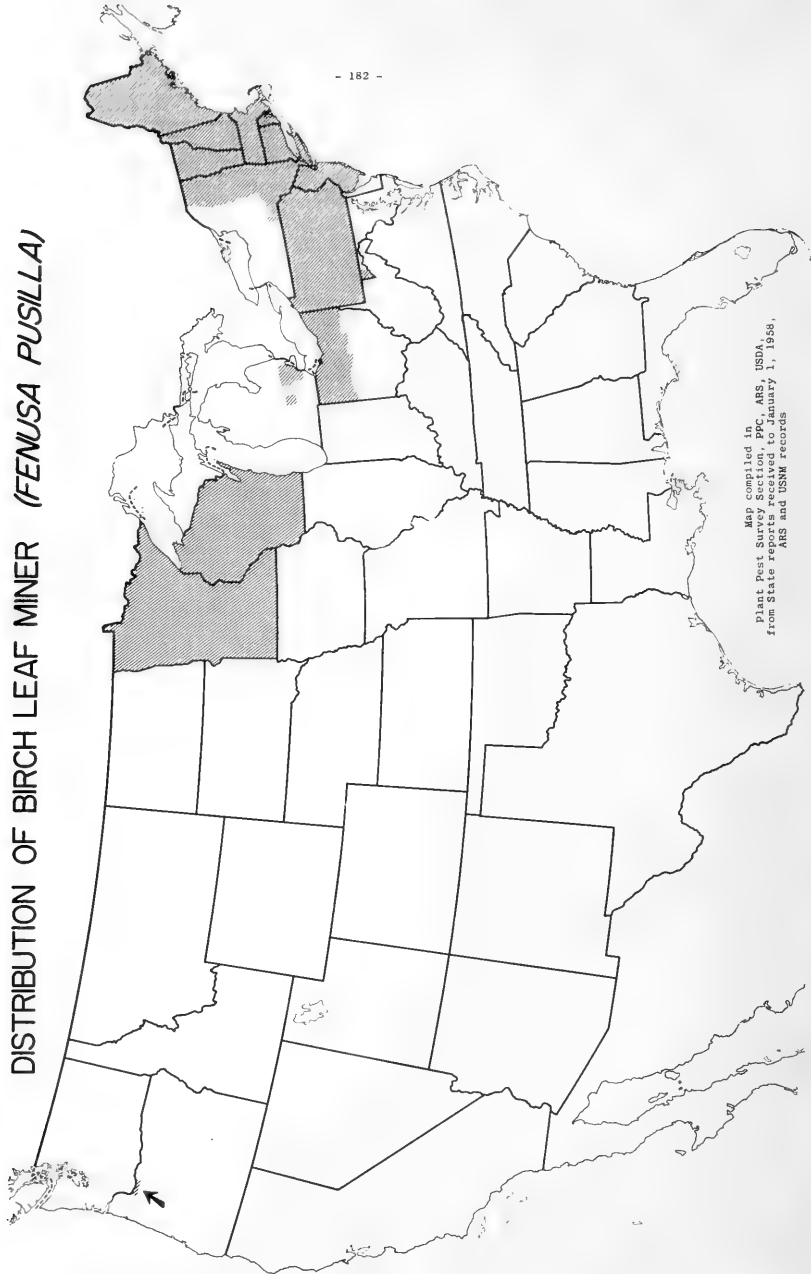 - 182 -
DISTRIBUTION OF BIRCH LEAF MINER (FENUSA PUSILLA)
Map compiled in
Plant Pest Survey Section, PPC, ARS, USDA,
from State reports received to January 1, 1958,
ARS and USNM records